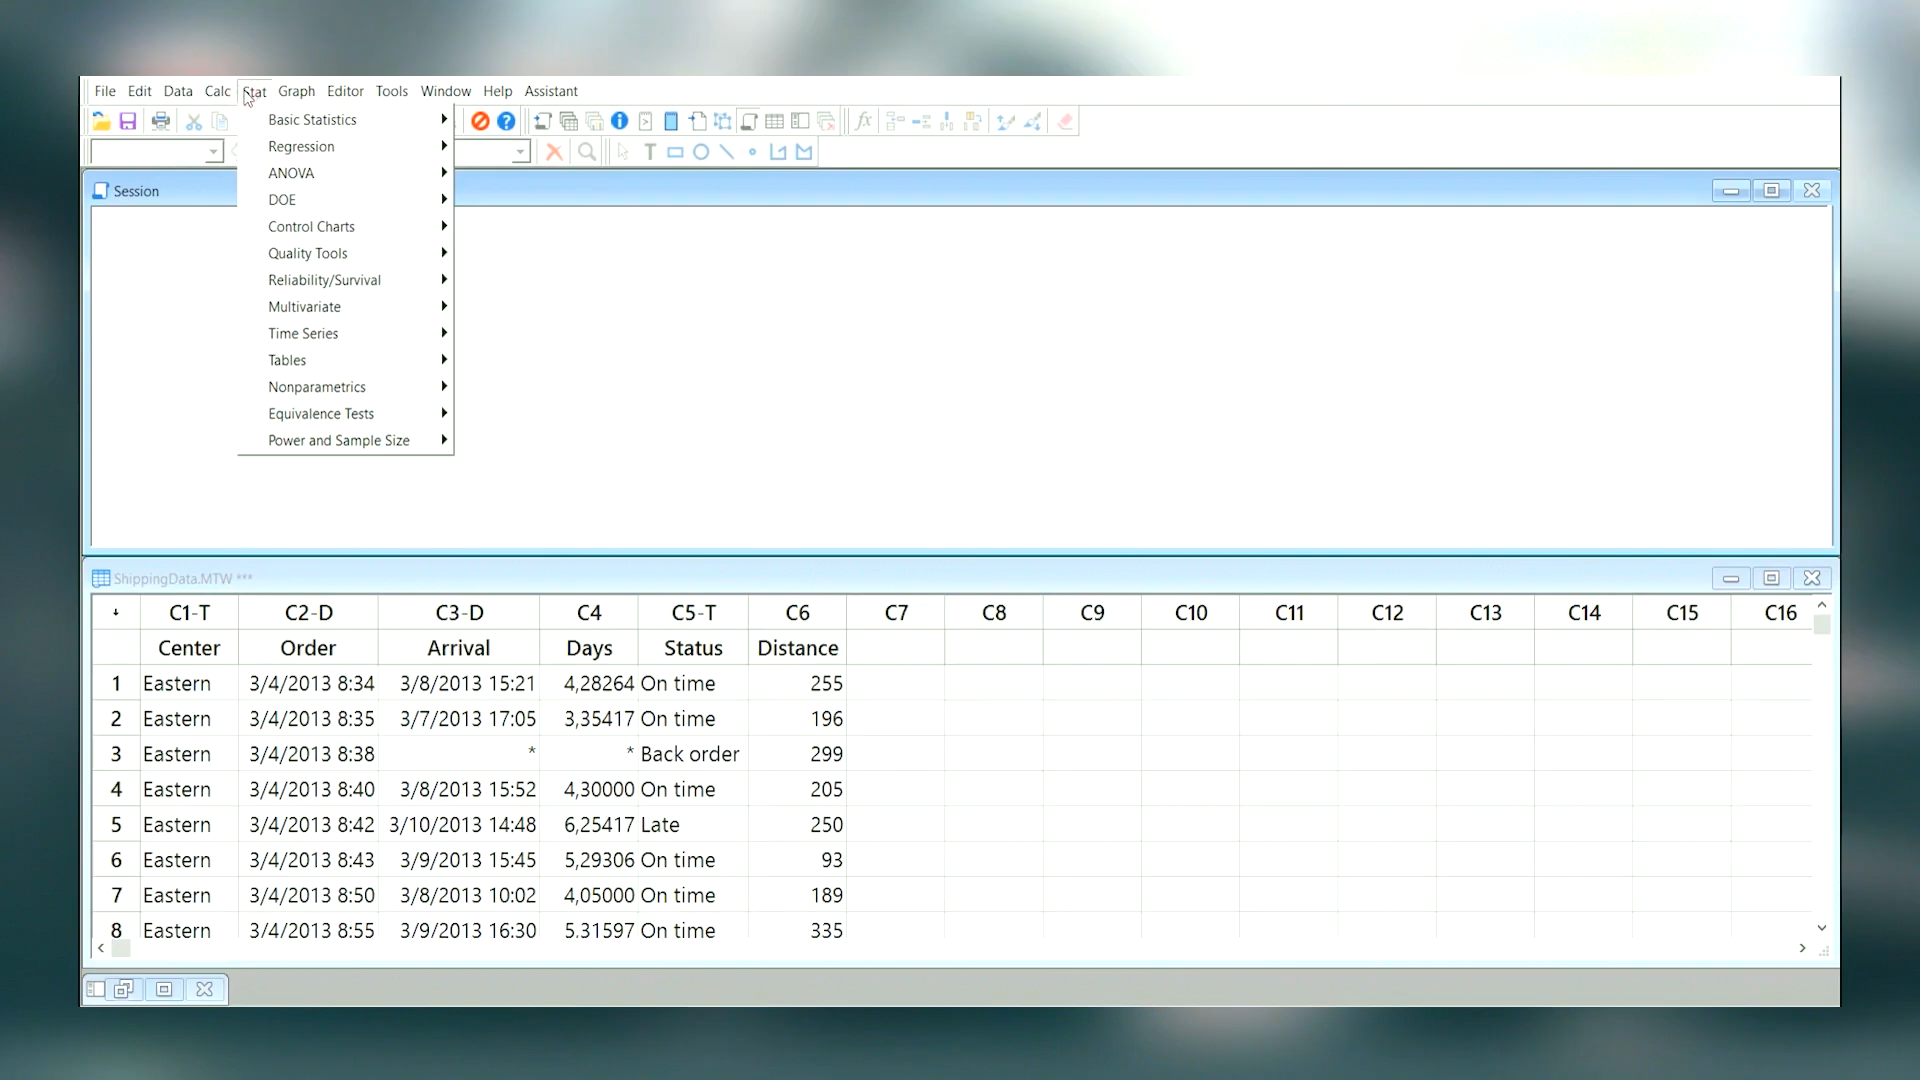 File Edit Data Calc Stat Graph Editor Tools Window Help Assistant
Basic Statistics
Regression
ANOVA
DOE
Control Charts
Quality Tools
Reliability/Survival
Multivariate
Time Series
Tables
Nonparametrics
Equivalence Tests
Power and Sample Size
Session
ShippingData.MTW ***
C1-T C2-D C3-D C4 C5-T C6 C7 C8 C9 C10 C11 C12 C13 C14 C15 C16
Center Order Arrival Days Status Distance
1 Eastern 3/4/2013 8:34 3/8/2013 15:21 4,28264 On time 255
2 Eastern 3/4/2013 8:35 3/7/2013 17:05 3,35417 On time 196
3 Eastern 3/4/2013 8:38 * * Back order 299
4 Eastern 3/4/2013 8:40 3/8/2013 15:52 4,30000 On time 205
5 Eastern 3/4/2013 8:42 3/10/2013 14:48 6,25417 Late 250
6 Eastern 3/4/2013 8:43 3/9/2013 15:45 5,29306 On time 93
7 Eastern 3/4/2013 8:50 3/8/2013 10:02 4,05000 On time 189
8 Eastern 3/4/2013 8:55 3/9/2013 16:30 5,31597 On time 335